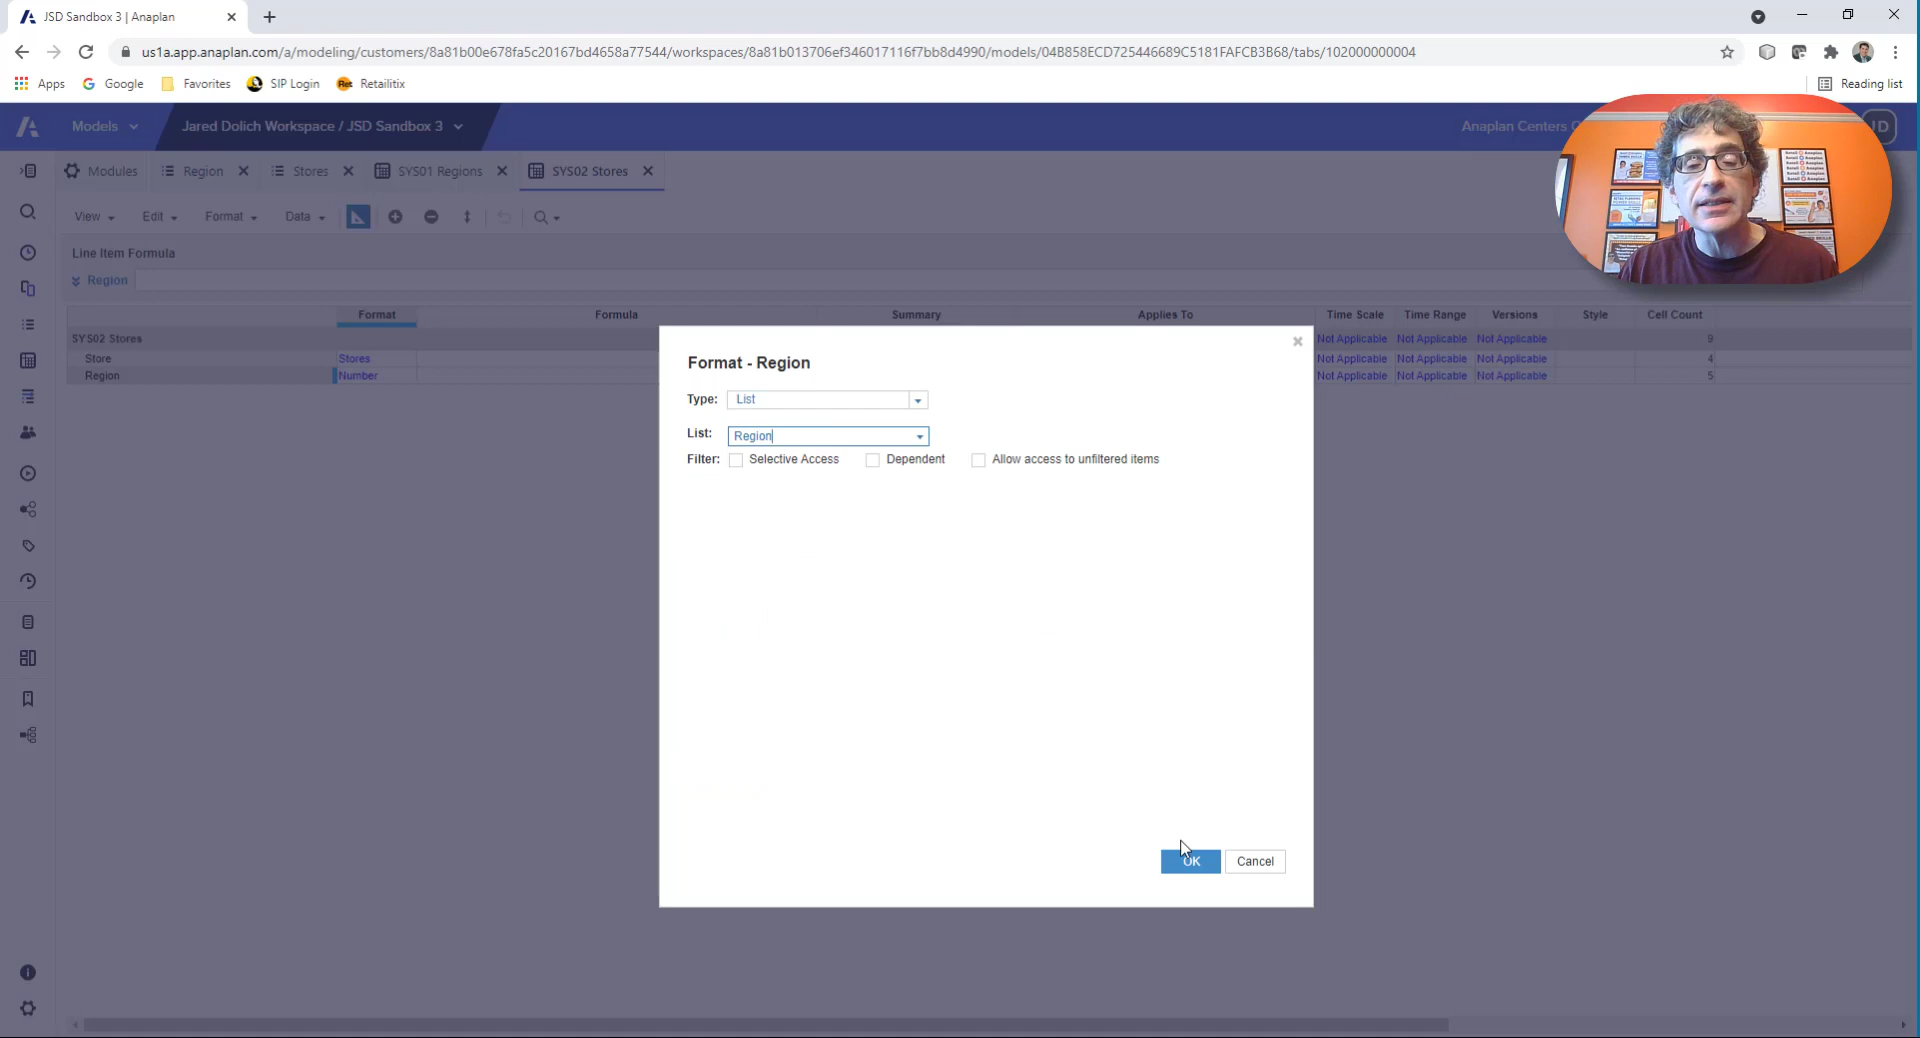 JSD Sandbox 3 | Anaplan
us1a.app.anaplan.com/a/modeling/customers/8a81b00e678fa5c20167bd4658a77544/workspaces/8a81b013706ef346017116f7bb8d4990/models/04B858ECD725446689C5181FAFCB3B68/tabs/102000000004
Apps Google Favorites SIP Login Retailitix Reading list
Models Jared Dolich Workspace / JSD Sandbox 3 Anaplan Centers
Modules Region Stores SYS01 Regions SYS02 Stores
View Edit Format Data
Line Item Formula
Region
Format Formula Summary Applies To Time Scale Time Range Versions Style Cell Count
SYS02 Stores Not Applicable Not Applicable Not Applicable 9
Store Stores Not Applicable Not Applicable Not Applicable 4
Region Number Not Applicable Not Applicable Not Applicable 5
Format - Region
Type: List
List: Region
Filter: Selective Access Dependent Allow access to unfiltered items
OK Cancel